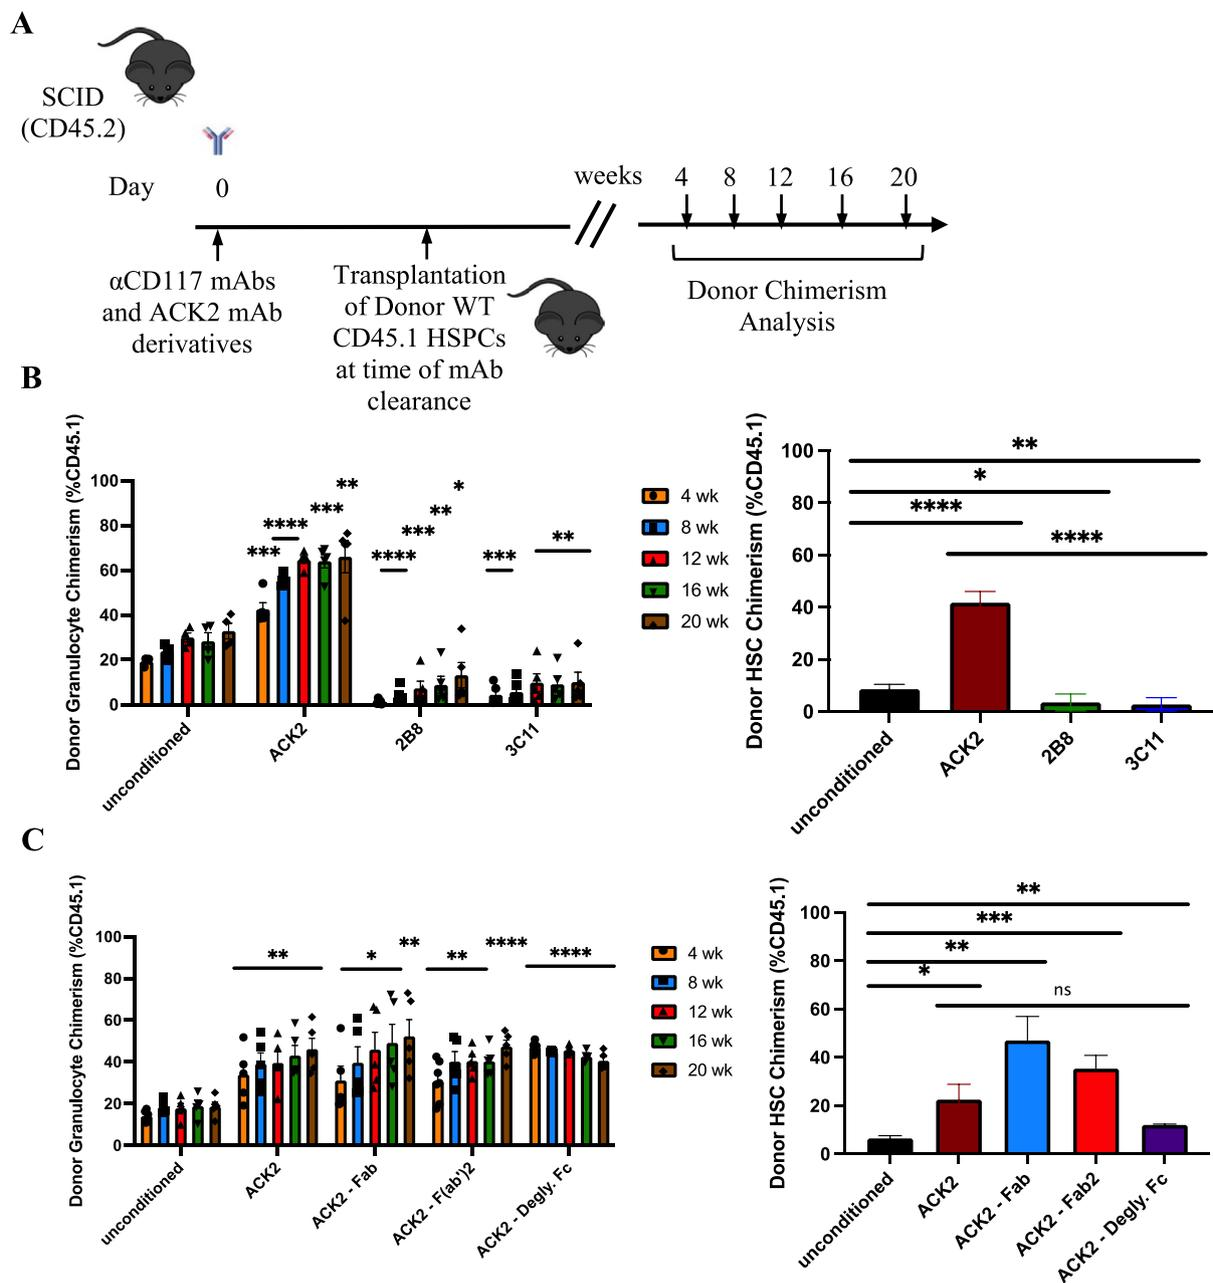 A
SCID
(CD45.2)
Day 0
weeks 4 8 12 16 20
αCD117 mAbs
and ACK2 mAb
derivatives
Transplantation
of Donor WT
CD45.1 HSPCs
at time of mAb
clearance
Donor Chimerism
Analysis
B
Donor Granulocyte Chimerism (%CD45.1)
100
80
60
40
20
0
***
****
***
**
****
***
**
*
***
**
unconditioned
ACK2
2B8
3C11
4 wk
8 wk
12 wk
16 wk
20 wk
Donor HSC Chimerism (%CD45.1)
100
80
60
40
20
0
**
*
****
****
unconditioned
ACK2
2B8
3C11
C
Donor Granulocyte Chimerism (%CD45.1)
100
80
60
40
20
0
**
*
**
**
****
****
unconditioned
ACK2
ACK2 - Fab
ACK2 - F(ab')2
ACK2 - Degly. Fc
4 wk
8 wk
12 wk
16 wk
20 wk
Donor HSC Chimerism (%CD45.1)
100
80
60
40
20
0
**
***
**
*
ns
unconditioned
ACK2
ACK2 - Fab
ACK2 - Fab2
ACK2 - Degly. Fc